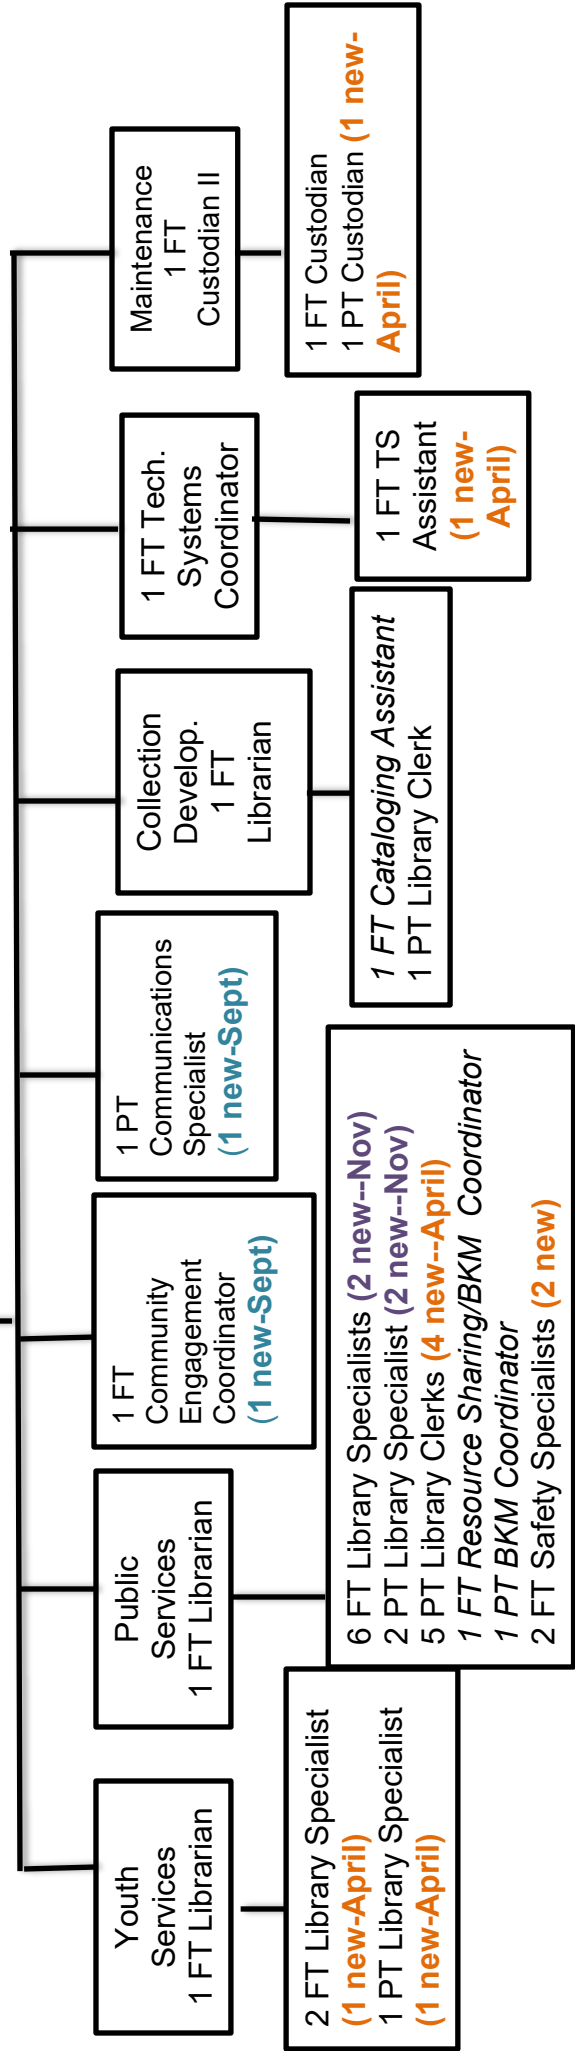 Youth
Services
1 FT Librarian
2 FT Library Specialist
(1 new-April)
1 PT Library Specialist
(1 new-April)
Public
Services
1 FT Librarian
6 FT Library Specialists (2 new--Nov)
2 PT Library Specialist (2 new--Nov)
5 PT Library Clerks (4 new--April)
1 FT Resource Sharing/BKM Coordinator
1 PT BKM Coordinator
2 FT Safety Specialists (2 new)
1 FT
Community
Engagement
Coordinator
(1 new-Sept)
1 PT
Communications
Specialist
(1 new-Sept)
Collection
Develop.
1 FT
Librarian
1 FT Cataloging Assistant
1 PT Library Clerk
1 FT Tech.
Systems
Coordinator
1 FT TS
Assistant
(1 new-
April)
Maintenance
1 FT
Custodian II
1 FT Custodian
1 PT Custodian (1 new-
April)